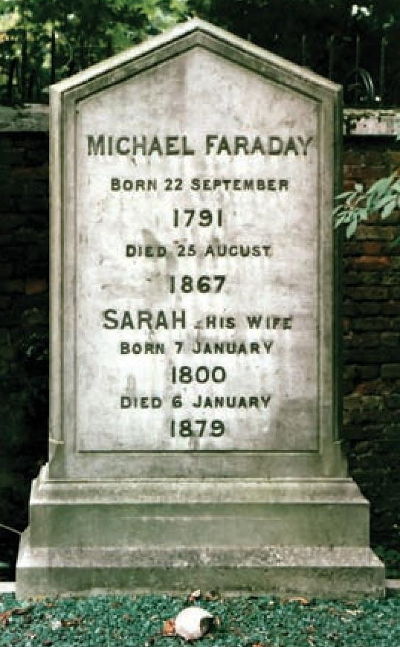 MICHAEL FARADAY
BORN 22 SEPTEMBER
1791
DIED 25 AUGUST
1867
SARAH HIS WIFE
BORN 7 JANUARY
1800
DIED 6 JANUARY
1879